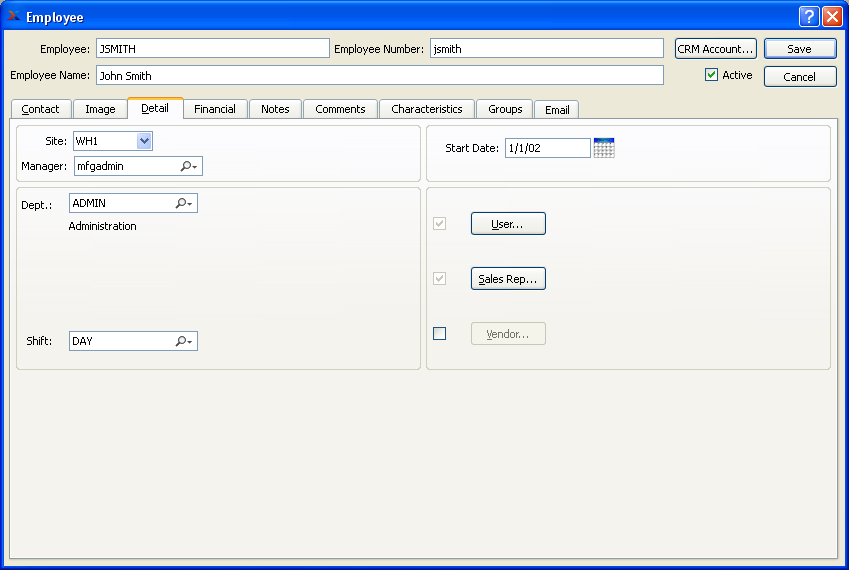 Employee
Employee: JSMITH Employee Number: jsmith CRM Account... Save
Employee Name: John Smith Active Cancel
Contact Image Detail Financial Notes Comments Characteristics Groups Email
Site: WH1
Manager: mfgadmin
Start Date: 1/1/02
Dept.: ADMIN
Administration
Shift: DAY
User...
Sales Rep...
Vendor...